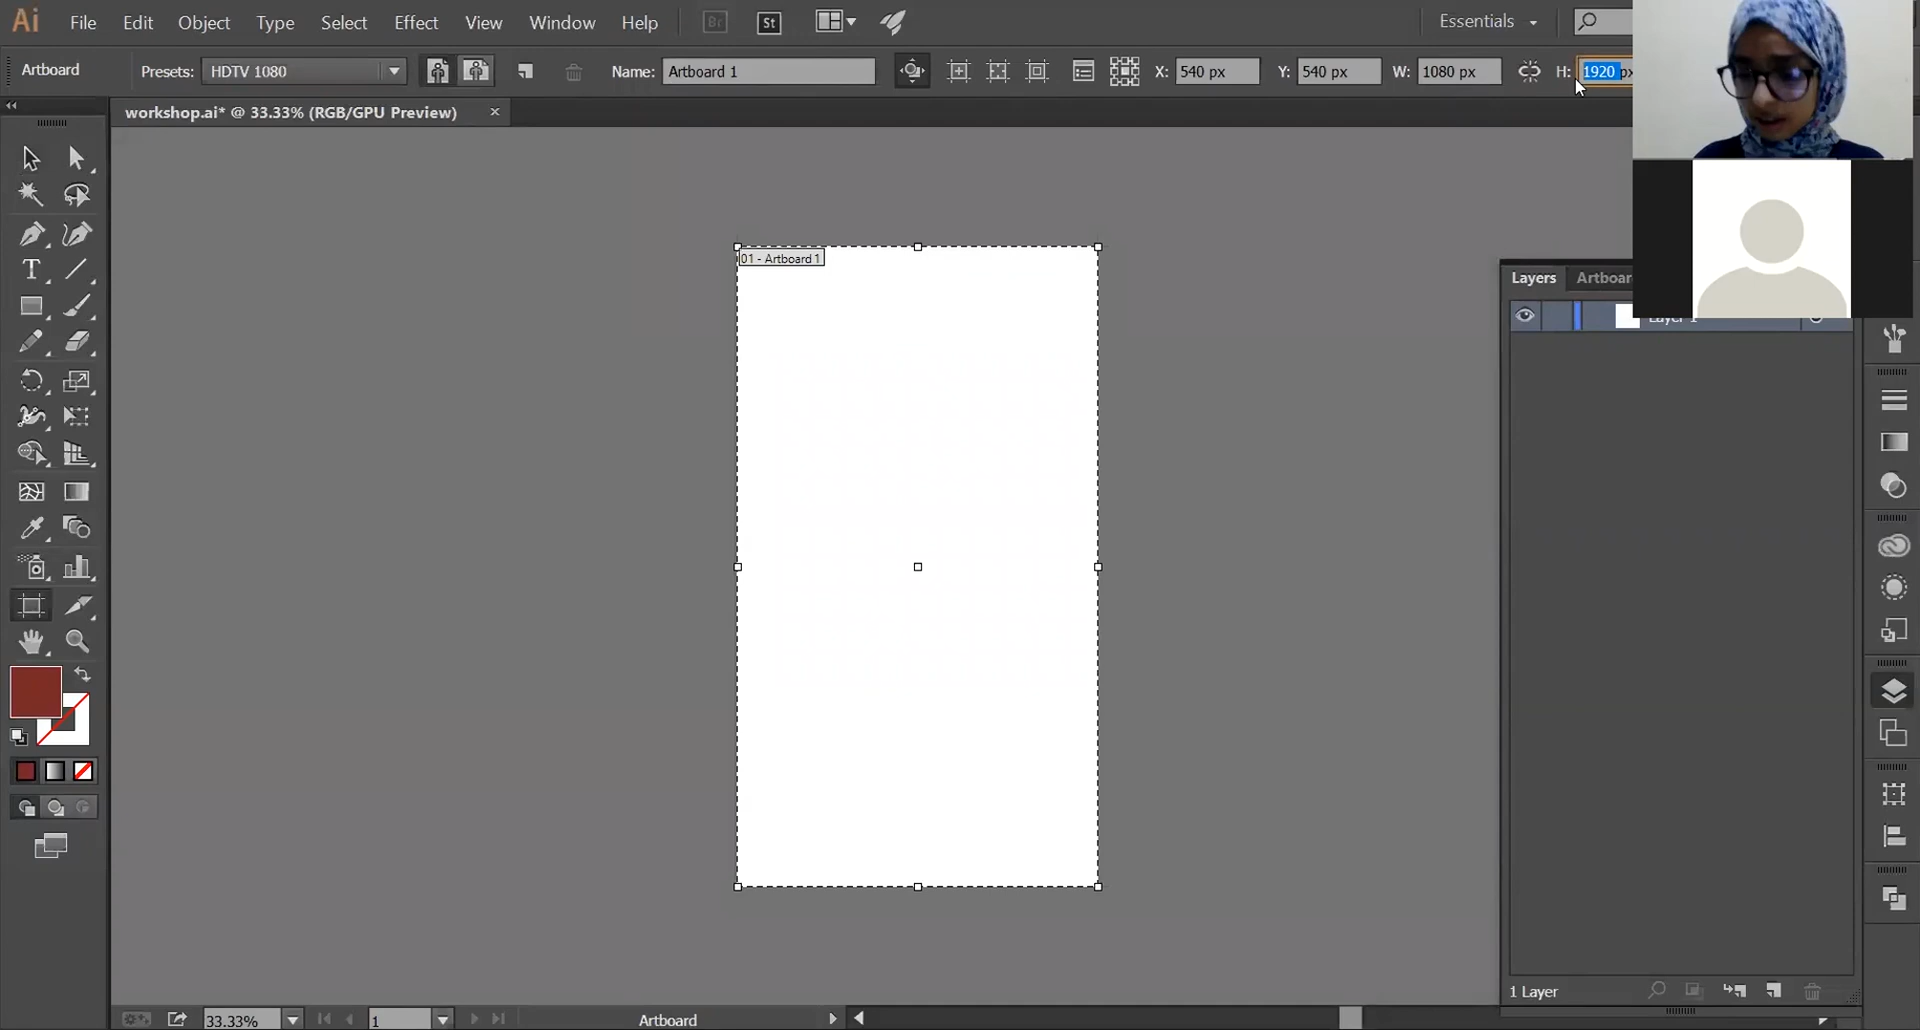 Ai File Edit Object Type Select Effect View Window Help Br St Essentials
Artboard Presets: HDTV 1080 Name: Artboard 1 X: 540 px Y: 540 px W: 1080 px H: 1920 px
workshop.ai* @ 33.33% (RGB/GPU Preview)
01 - Artboard 1
Layers Artboar
Layer 1
1 Layer
33.33% 1 Artboard